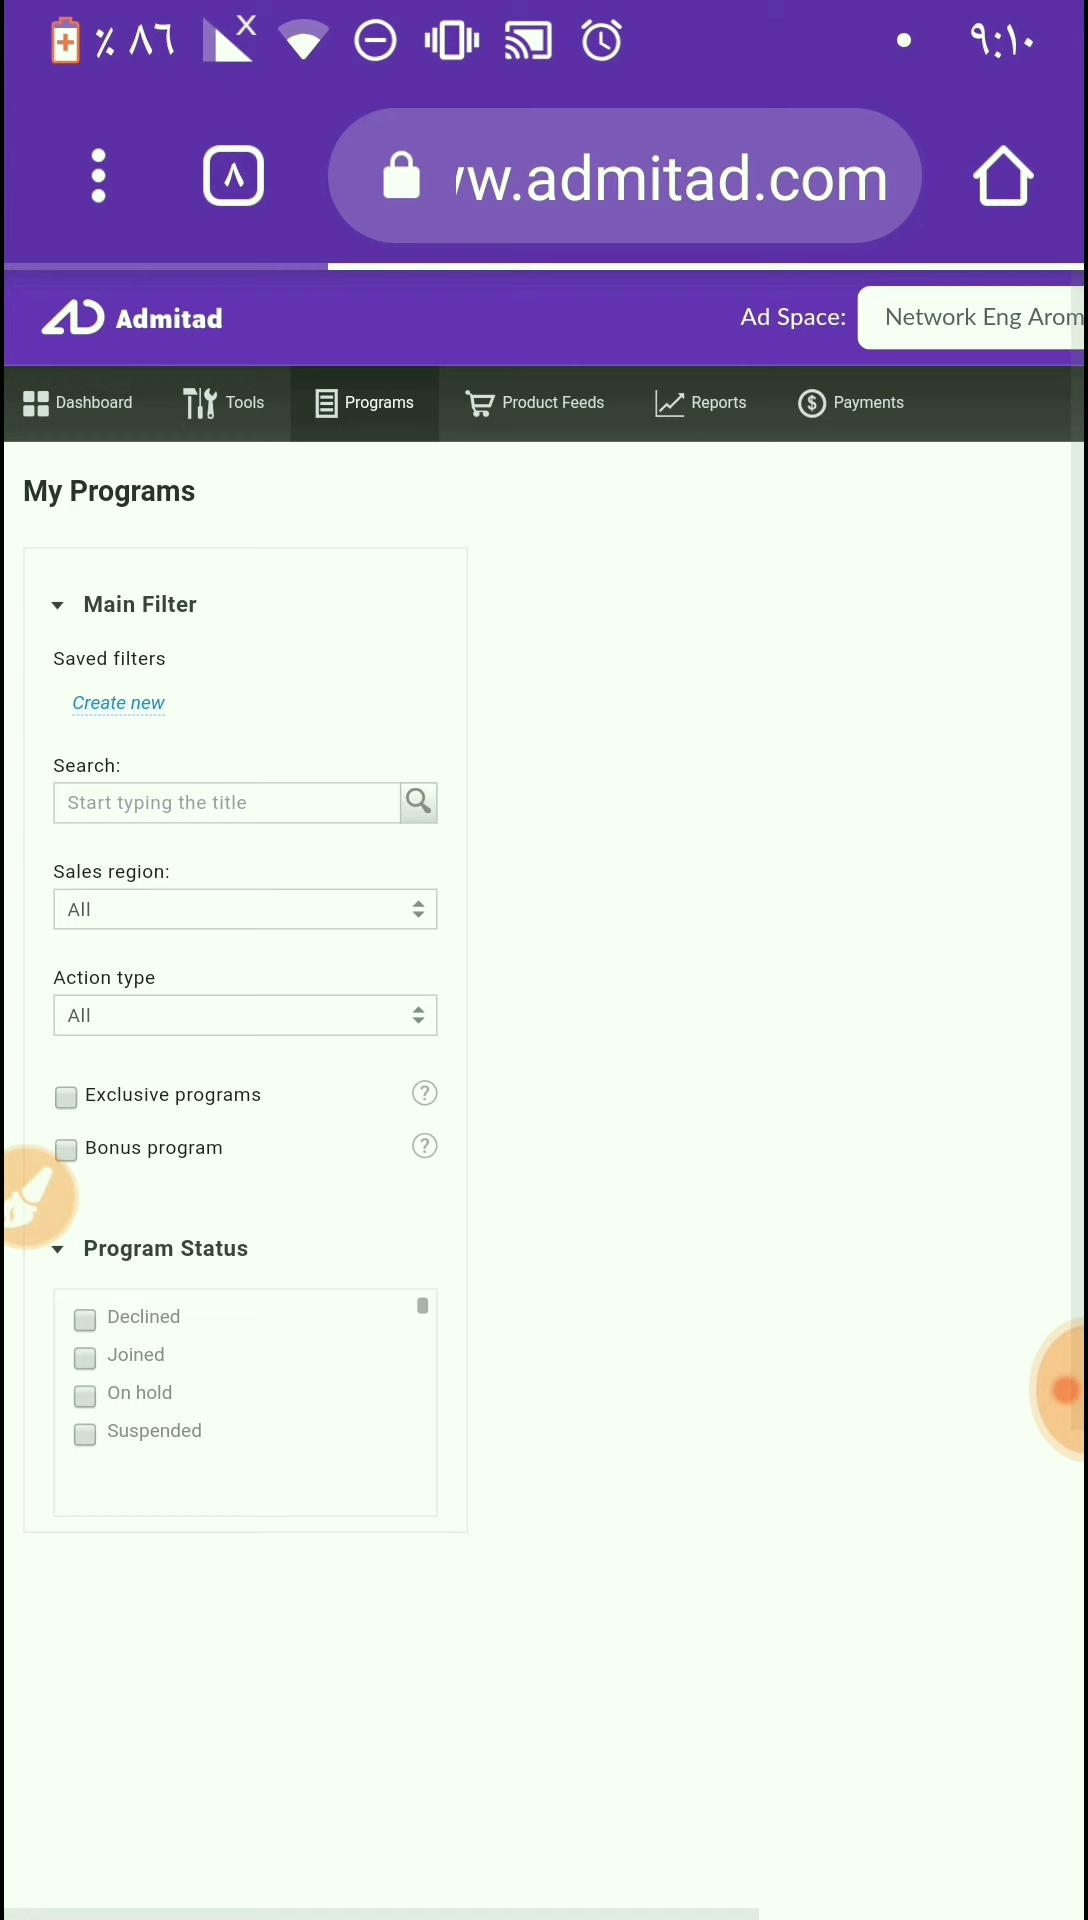 ٪ ٨٦
٩:١٠
٨
w.admitad.com
Admitad
Ad Space:
Network Eng Arom
Dashboard
Tools
Programs
Product Feeds
Reports
Payments
My Programs
Main Filter
Saved filters
Create new
Search:
Start typing the title
Sales region:
All
Action type
All
Exclusive programs
?
Bonus program
?
Program Status
Declined
Joined
On hold
Suspended